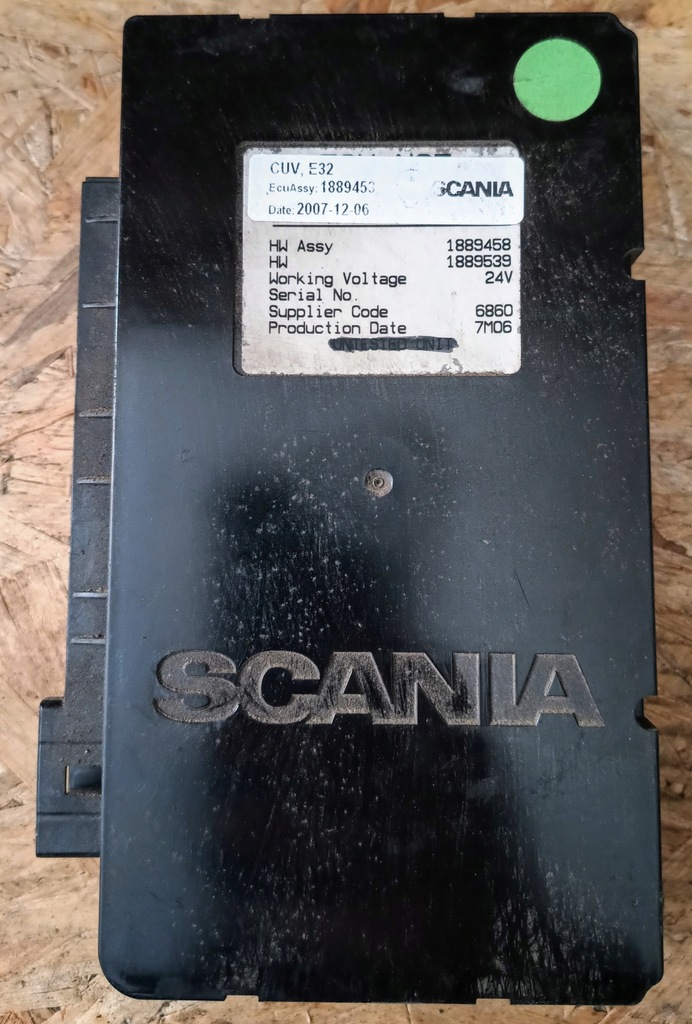 CUV, E32
EcuAssy: 1889453
SCANIA
Date: 2007-12-06
HW Assy 1889458
HW 1889539
Working Voltage 24V
Serial No.
Supplier Code 6860
Production Date 7M06
UNTESTED UNIT
SCANIA